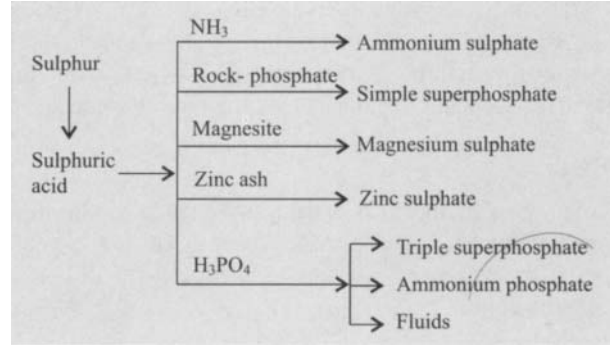 NH₃
Ammonium sulphate
Sulphur
Rock- phosphate
Simple superphosphate
Magnesite
Magnesium sulphate
Sulphuric
acid
Zinc ash
Zinc sulphate
Triple superphosphate
H₃PO₄
Ammonium phosphate
Fluids